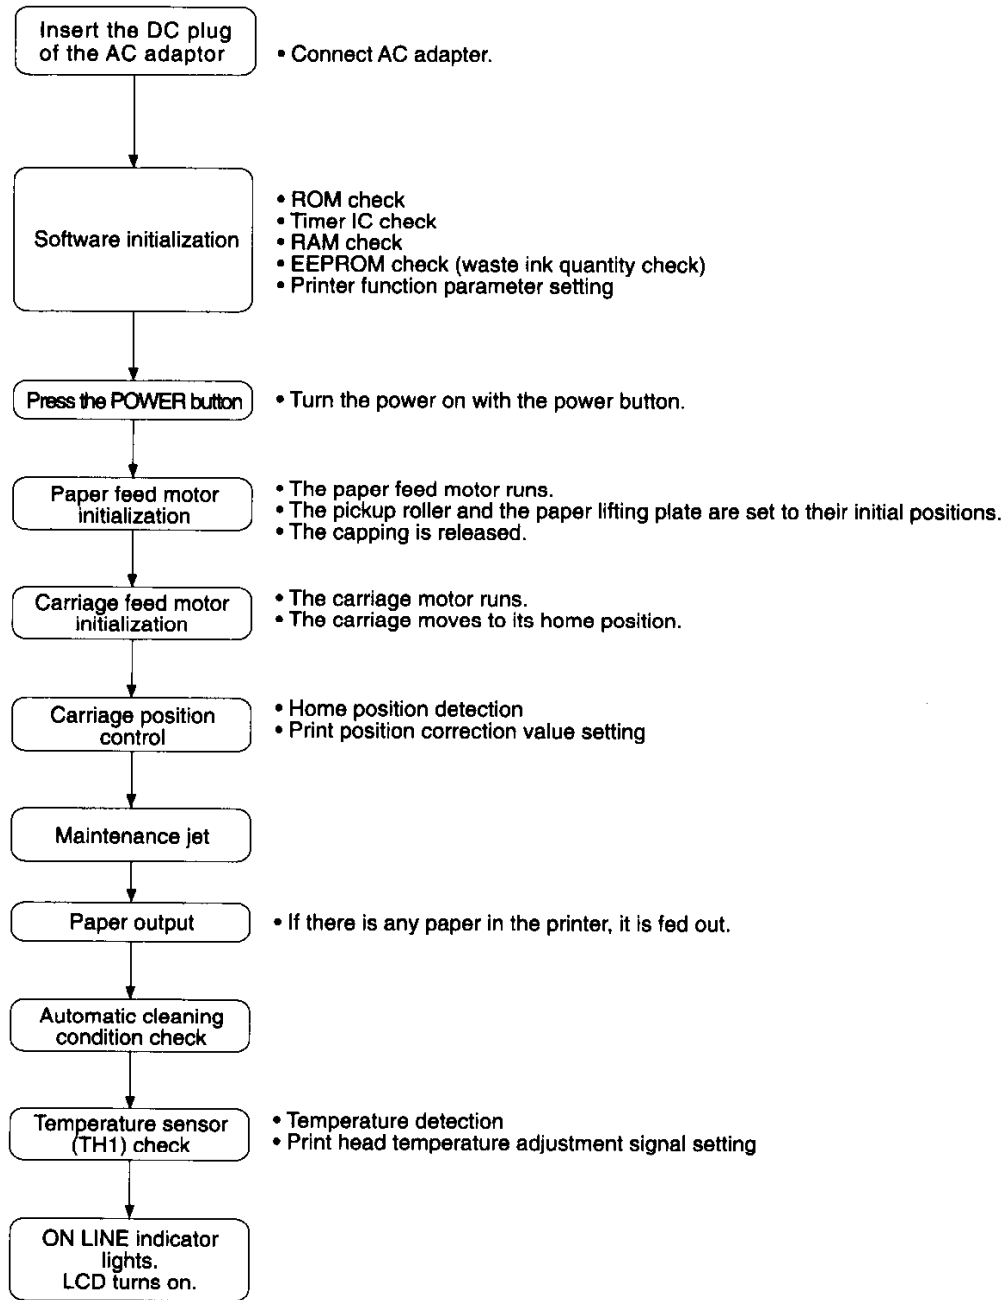 Insert the DC plug
of the AC adaptor
• Connect AC adapter.
Software initialization
• ROM check
• Timer IC check
• RAM check
• EEPROM check (waste ink quantity check)
• Printer function parameter setting
Press the POWER button
• Turn the power on with the power button.
Paper feed motor
initialization
• The paper feed motor runs.
• The pickup roller and the paper lifting plate are set to their initial positions.
• The capping is released.
Carriage feed motor
initialization
• The carriage motor runs.
• The carriage moves to its home position.
Carriage position
control
• Home position detection
• Print position correction value setting
Maintenance jet
Paper output
• If there is any paper in the printer, it is fed out.
Automatic cleaning
condition check
Temperature sensor
(TH1) check
• Temperature detection
• Print head temperature adjustment signal setting
ON LINE indicator
lights.
LCD turns on.